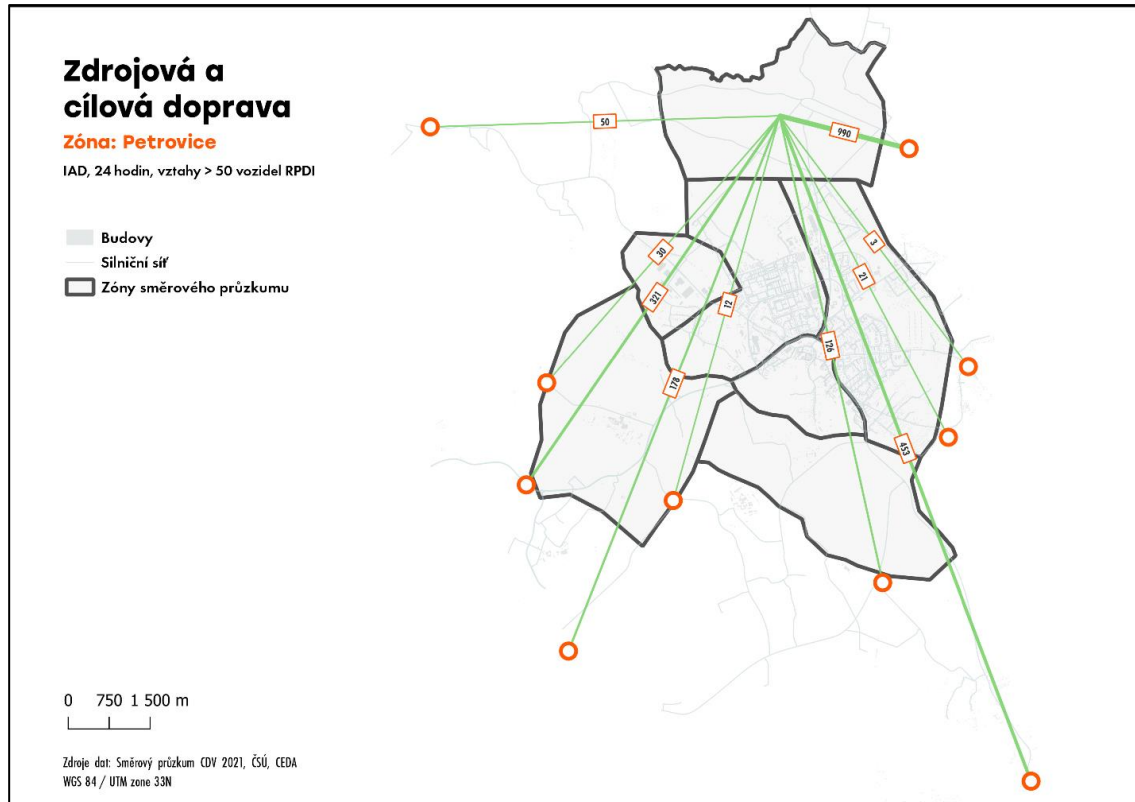 Zdrojová a
cílová doprava
Zóna: Petrovice
IAD, 24 hodin, vztahy > 50 vozidel RPDI
Budovy
Silniční síť
Zóny směrového průzkumu
50
990
30
3
321
21
12
126
178
453
0 750 1 500 m
Zdroje dat: Směrový průzkum CDV 2021, ČSÚ, CEDA
WGS 84 / UTM zone 33N